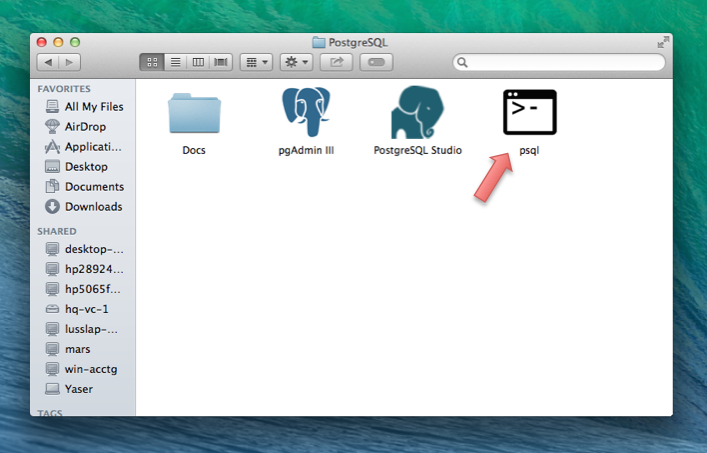 PostgreSQL
FAVORITES
All My Files
AirDrop
Applicati...
Desktop
Documents
Downloads
SHARED
desktop-...
hp28924...
hp5065f...
hq-vc-1
lusslap-...
mars
win-acctg
Yaser
TAGS
Docs
pgAdmin III
PostgreSQL Studio
>-
psql